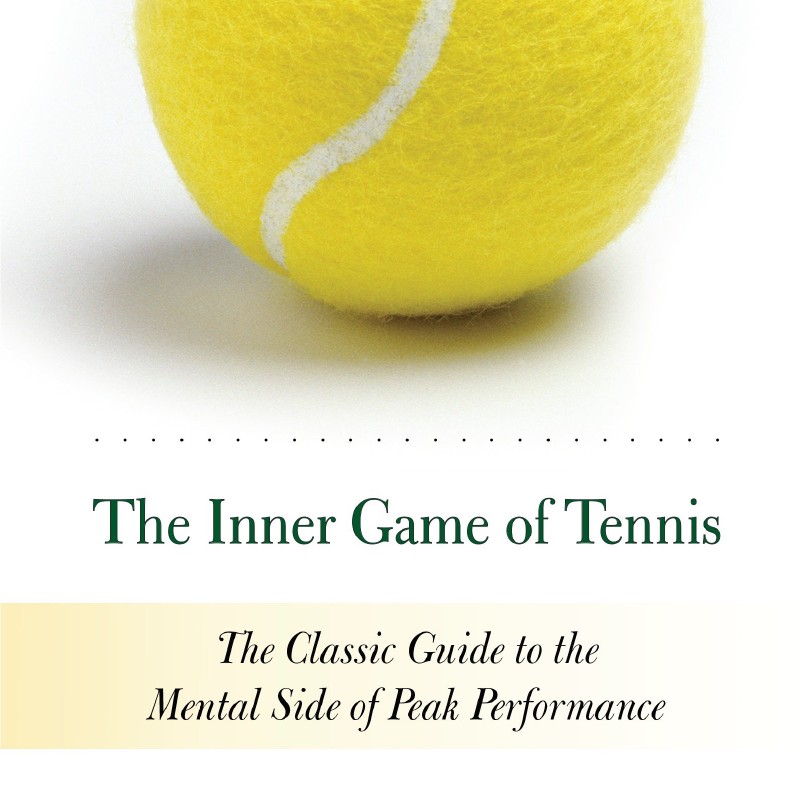 The Inner Game of Tennis
The Classic Guide to the
Mental Side of Peak Performance